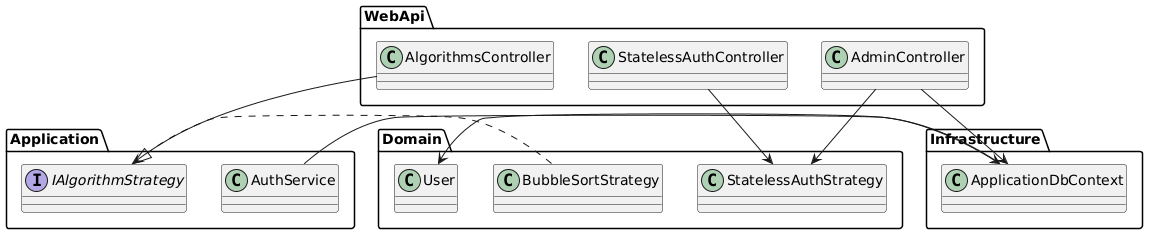 WebApi
C AlgorithmsController
C StatelessAuthController
C AdminController
Application
Domain
Infrastructure
I IAlgorithmStrategy
C AuthService
C User
C BubbleSortStrategy
C StatelessAuthStrategy
C ApplicationDbContext